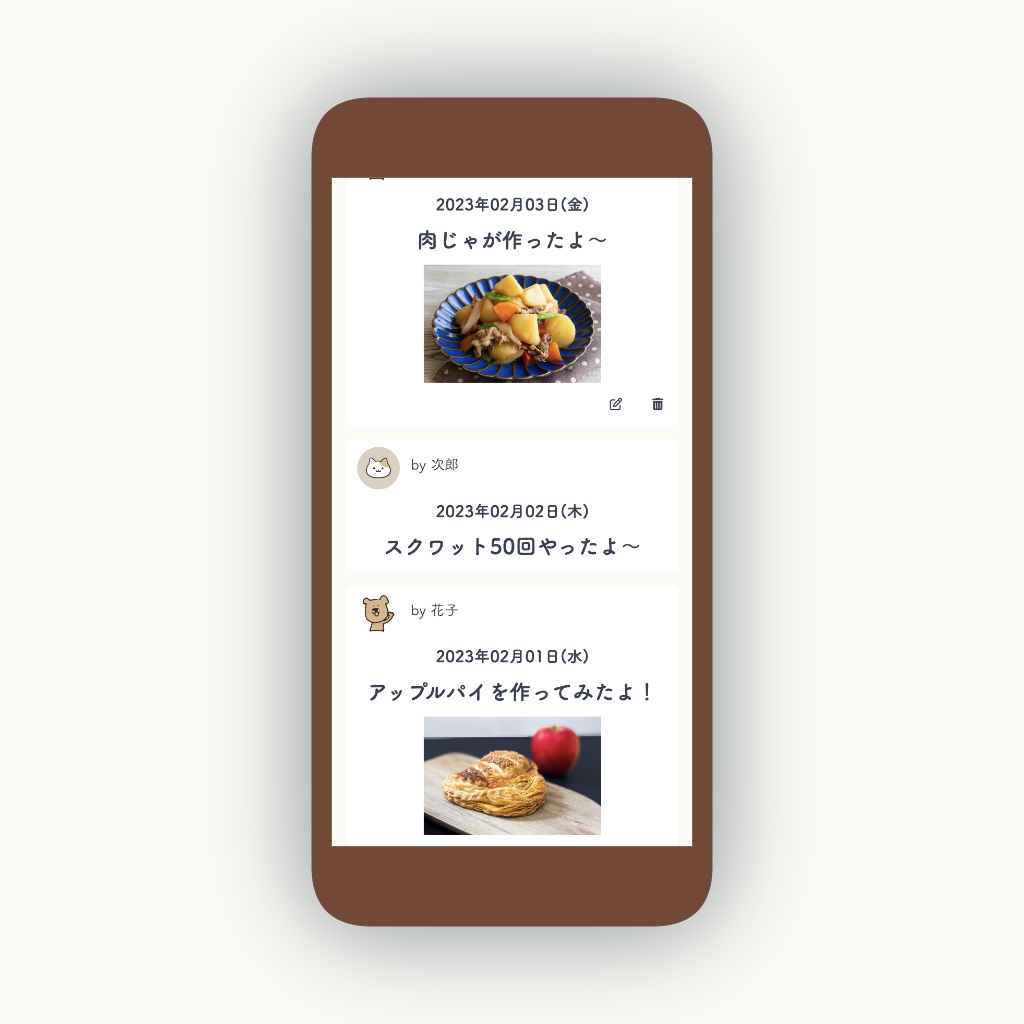 2023年02月03日(金)
肉じゃが作ったよ〜
by 次郎
2023年02月02日(木)
スクワット50回やったよ〜
by 花子
2023年02月01日(水)
アップルパイを作ってみたよ！